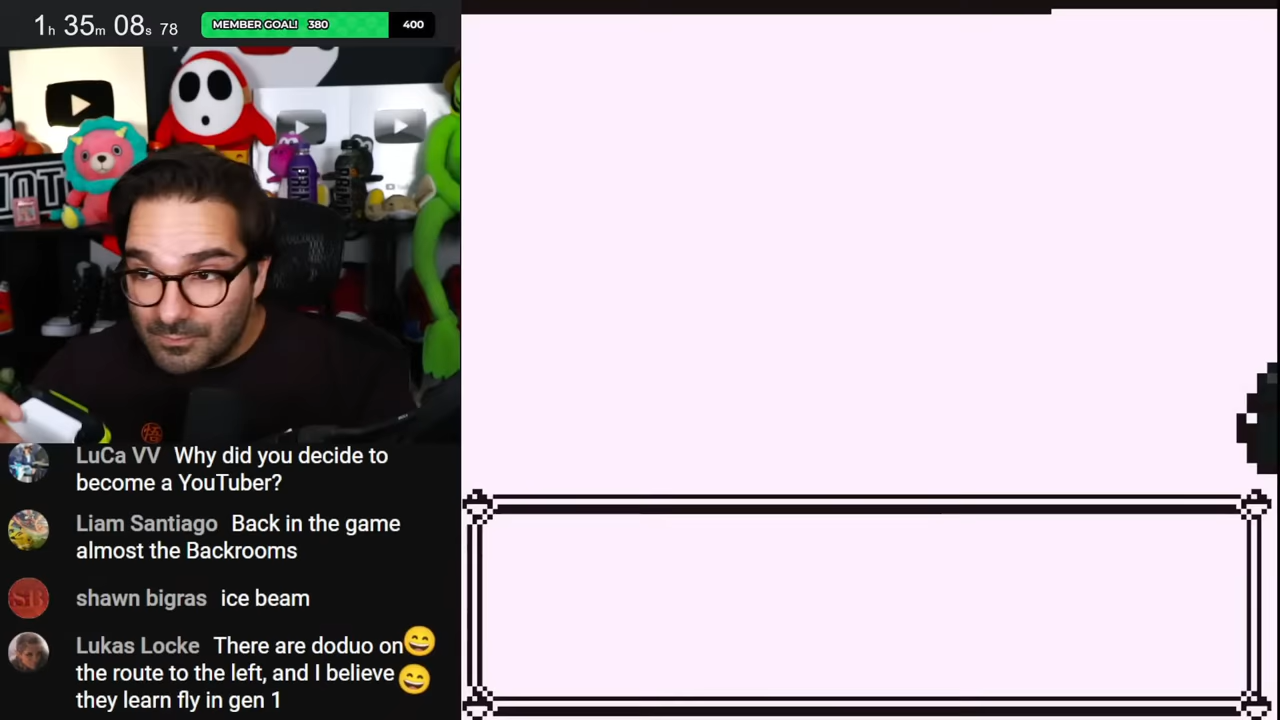 1h 35m 08s 78
MEMBER GOAL! 380 400
LuCa VV Why did you decide to
become a YouTuber?
Liam Santiago Back in the game
almost the Backrooms
SB
shawn bigras ice beam
Lukas Locke There are doduo on
the route to the left, and I believe
they learn fly in gen 1